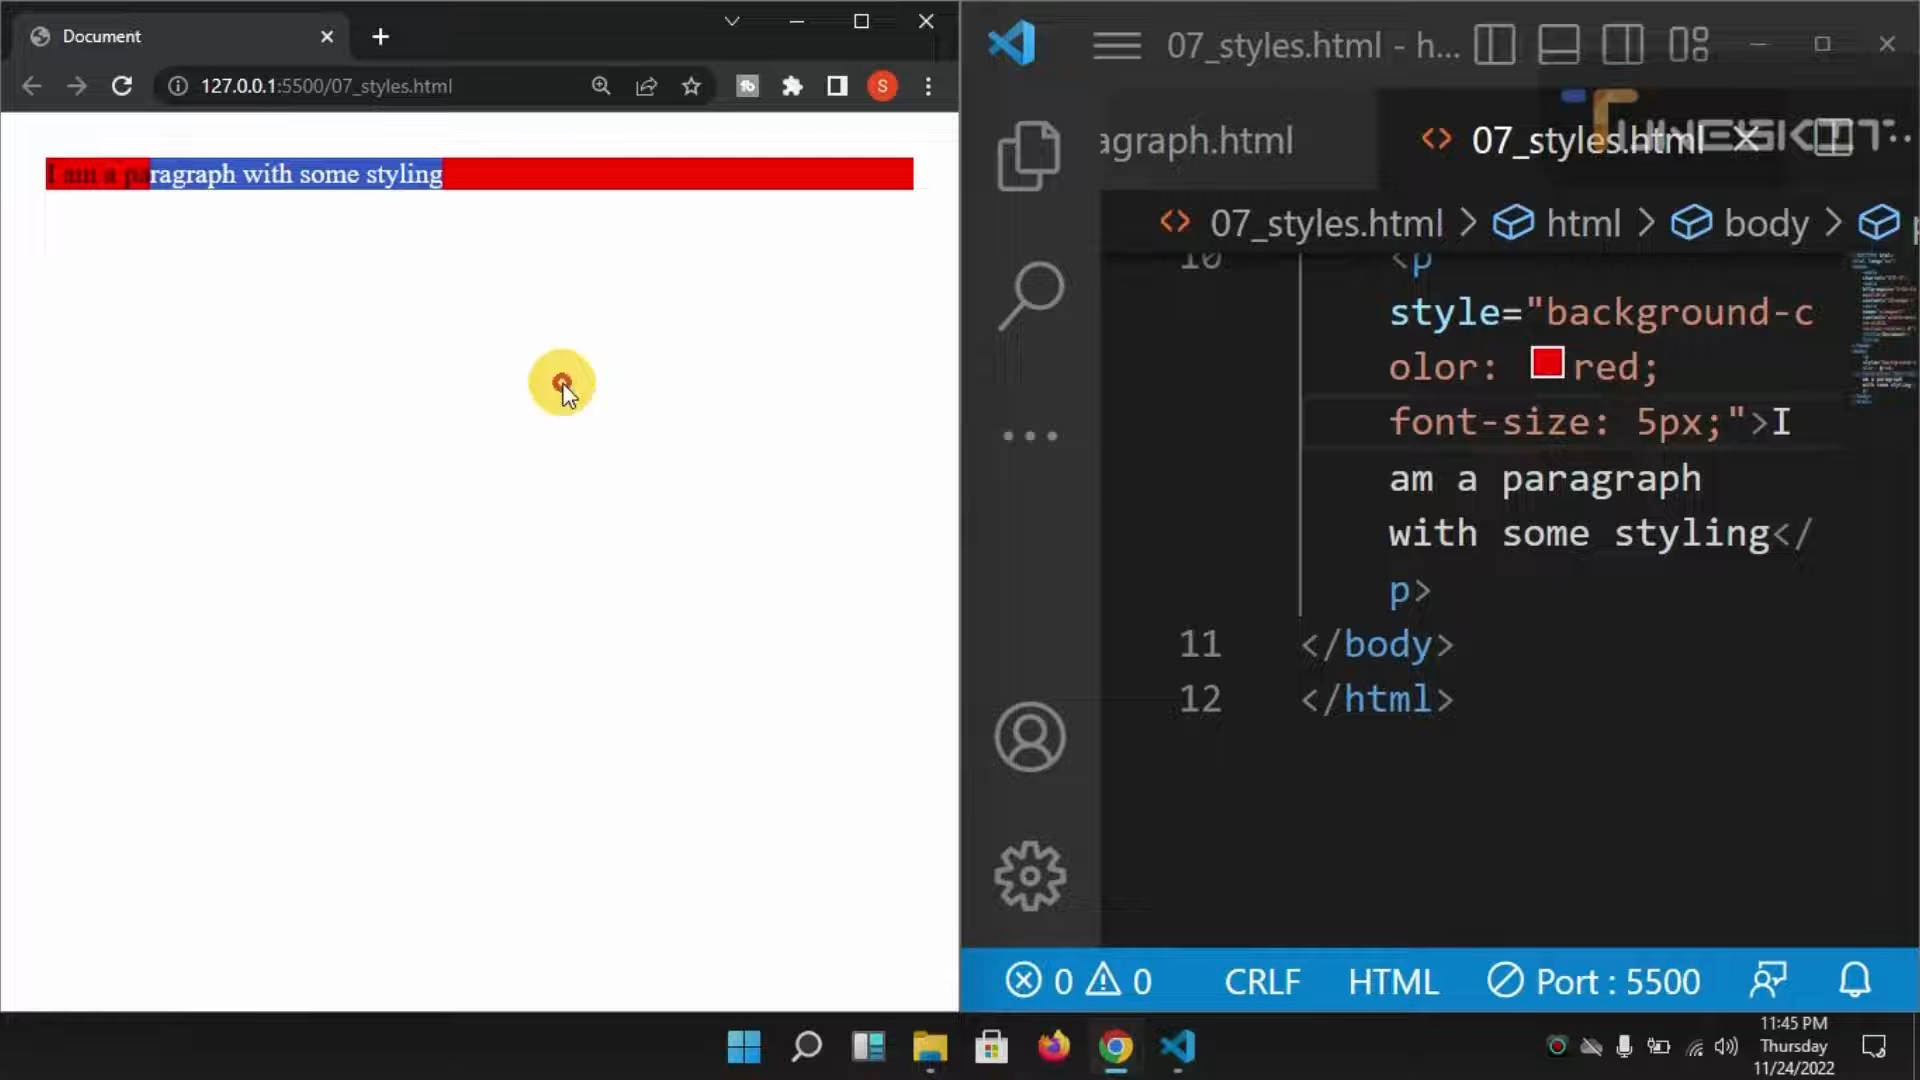 Document
127.0.0.1:5500/07_styles.html
S
I am a paragraph with some styling
07_styles.html - h...
agraph.html
07_styles.html
07_styles.html > html > body >
10 <p
style="background-c
olor: red;
font-size: 5px;">I
am a paragraph
with some styling</
p>
11 </body>
12 </html>
0 0 CRLF HTML Port : 5500
11:45 PM
Thursday
11/24/2022